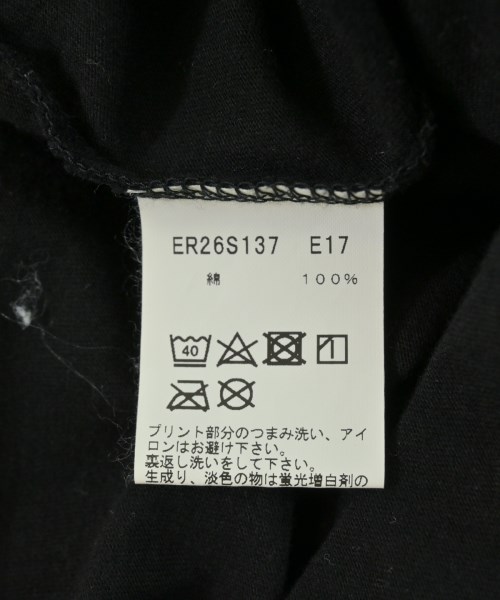 ER26S137 E17
綿 100%
40
1
プリント部分のつまみ洗い、アイ
ロンはお避け下さい。
裏返し洗いをして下さい。
生成り、淡色の物は蛍光増白剤の